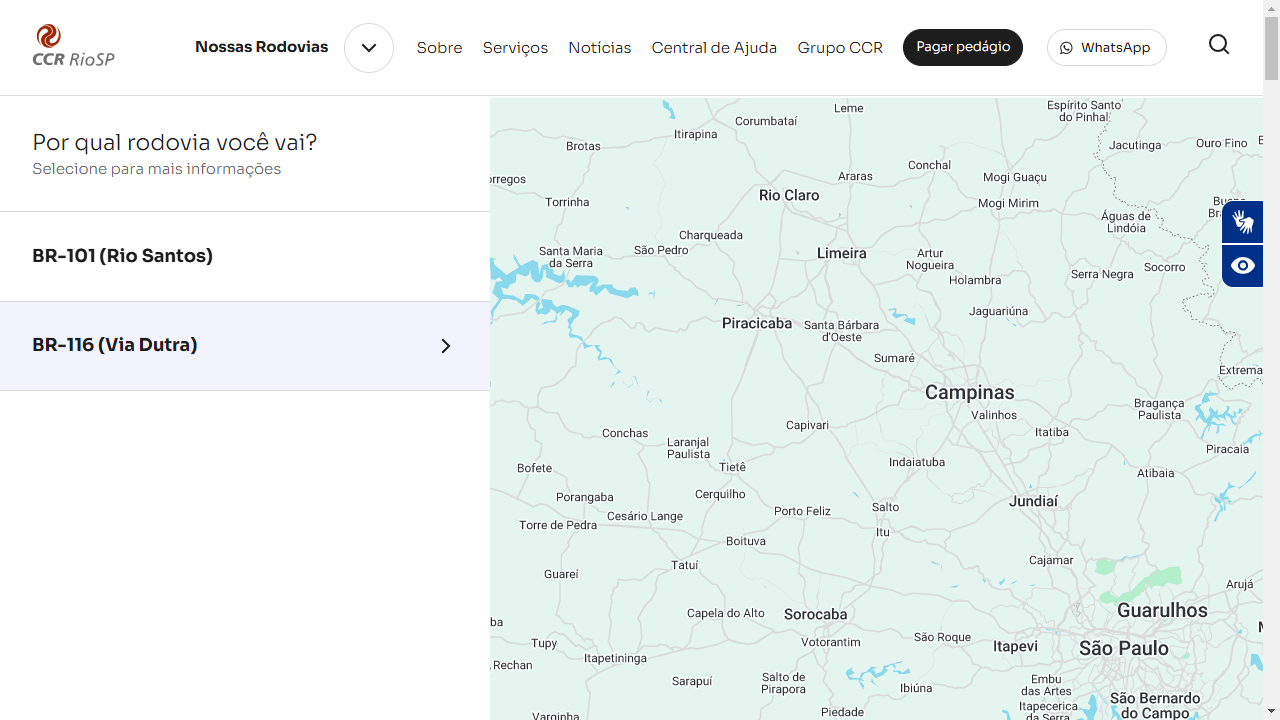 CCR RioSP
Nossas Rodovias
Sobre
Serviços
Notícias
Central de Ajuda
Grupo CCR
Pagar pedágio
WhatsApp
Por qual rodovia você vai?
Selecione para mais informações
BR-101 (Rio Santos)
BR-116 (Via Dutra)
Leme
Espírito Santo
do Pinhal
Corumbataí
Itirapina
Brotas
Jacutinga
Ouro Fino
Conchal
Araras
Mogi Guaçu
orregos
Rio Claro
Torrinha
Mogi Mirim
Águas de
Lindóia
Charqueada
Santa Maria
da Serra
São Pedro
Limeira
Artur
Nogueira
Holambra
Serra Negra
Socorro
Jaguariúna
Piracicaba
Santa Bárbara
d'Oeste
Sumaré
Extrema
Campinas
Valinhos
Bragança
Paulista
Capivari
Itatiba
Conchas
Laranjal
Paulista
Piracaia
Indaiatuba
Bofete
Tietê
Atibaia
Porangaba
Cerquilho
Jundiaí
Cesário Lange
Porto Feliz
Salto
Torre de Pedra
Itu
Boituva
Tatuí
Cajamar
Guareí
Arujá
Capela do Alto
Sorocaba
Guarulhos
ba
Tupy
Votorantim
São Roque
Itapevi
São Paulo
Rechan
Itapetininga
Sarapuí
Salto de
Pirapora
Ibiúna
Embu
das Artes
Itapecerica
da Serra
São Bernardo
do Campo
Varginha
Piedade